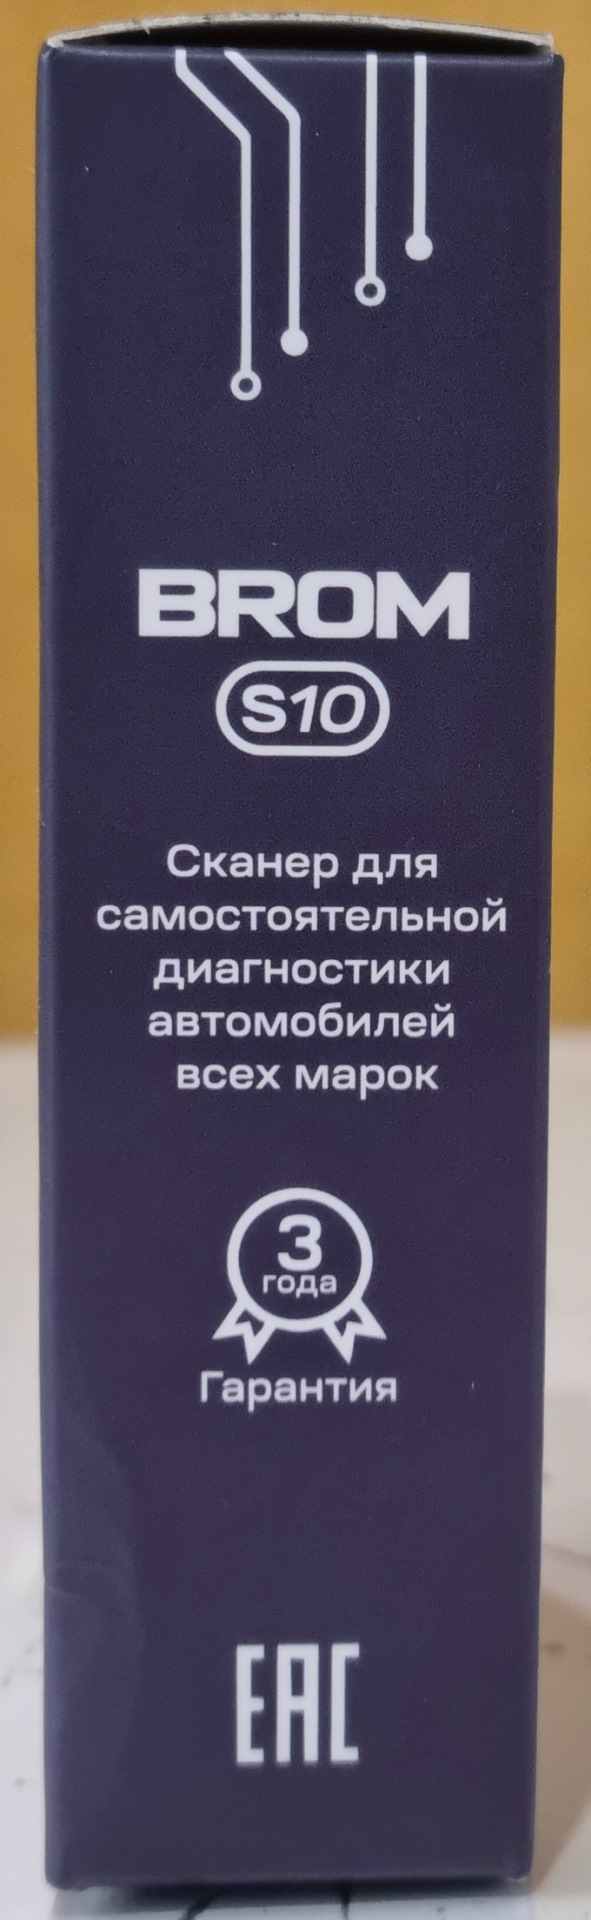 BROM
S10
Сканер для
самостоятельной
диагностики
автомобилей
всех марок
3
года
Гарантия
EAC